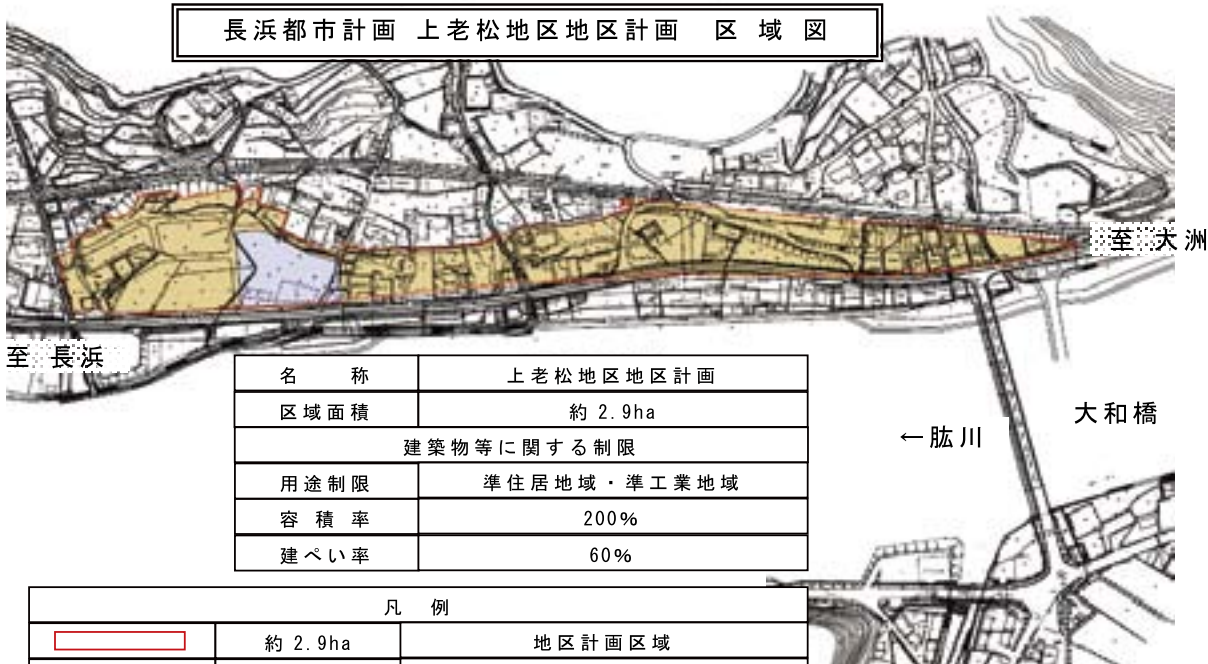 長浜都市計画 上老松地区地区計画 区域図
至 大洲
至 長浜
大和橋
←肱川
名 称 上老松地区地区計画
区域面積 約 2.9ha
建築物等に関する制限
用途制限 準住居地域・準工業地域
容積率 200%
建ぺい率 60%
凡 例
約 2.9ha 地区計画区域